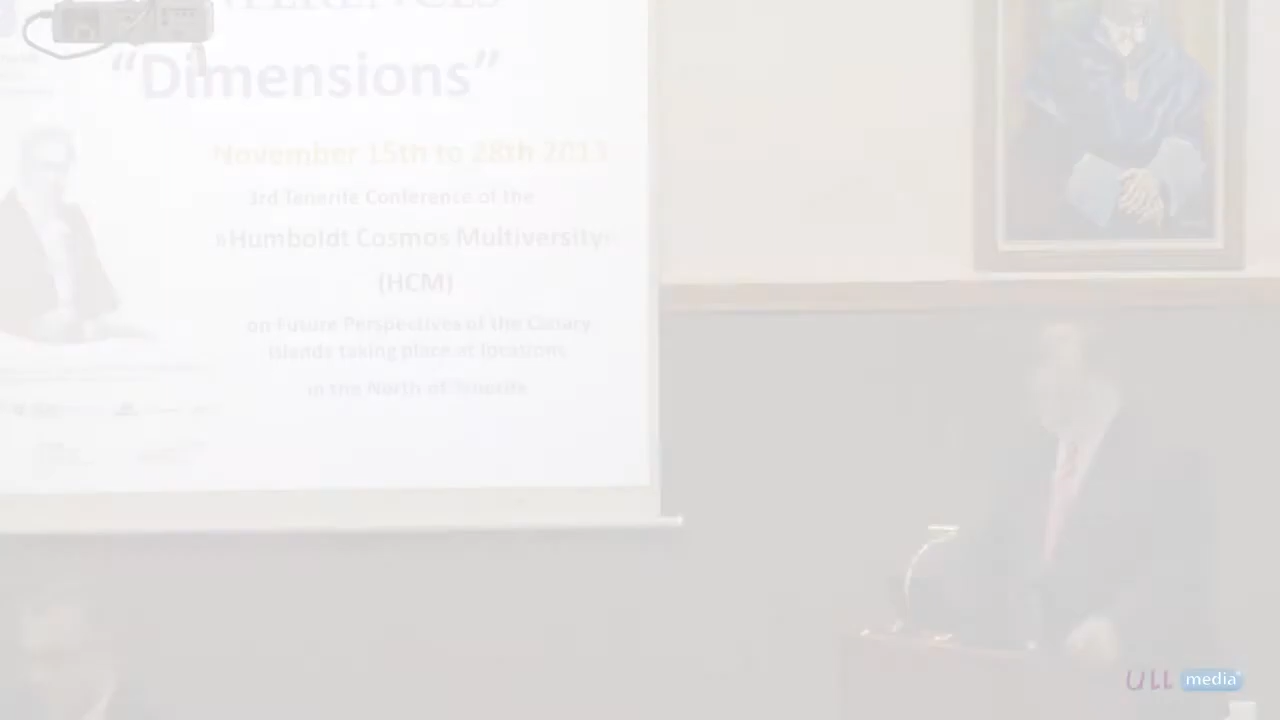 “Dimensions”
November 15th to 28th 2013
3rd Tenerife Conference of the
»Humboldt Cosmos Multiversity«
(HCM)
on Future Perspectives of the Canary
Islands taking place at locations
in the North of Tenerife
ULL media